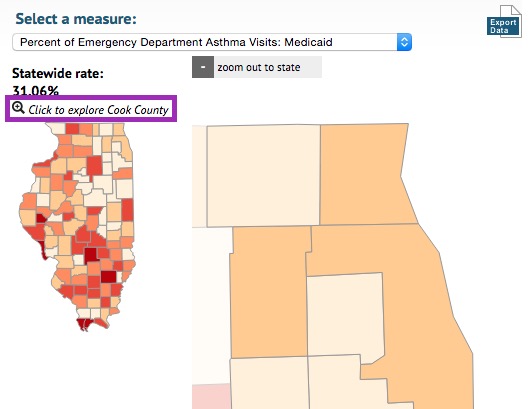 Select a measure:
Export
Data
Percent of Emergency Department Asthma Visits: Medicaid
Statewide rate:
31.06%
- zoom out to state
Click to explore Cook County